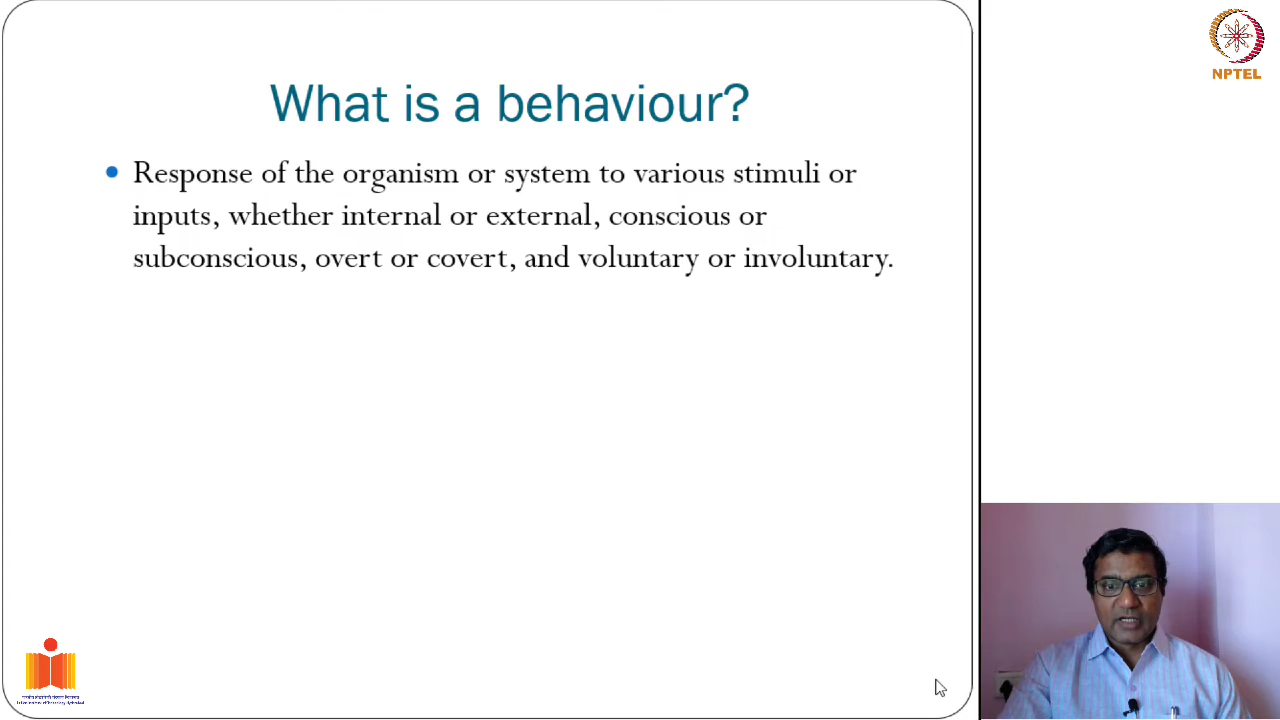 What is a behaviour?
Response of the organism or system to various stimuli or
inputs, whether internal or external, conscious or
subconscious, overt or covert, and voluntary or involuntary.
NPTEL